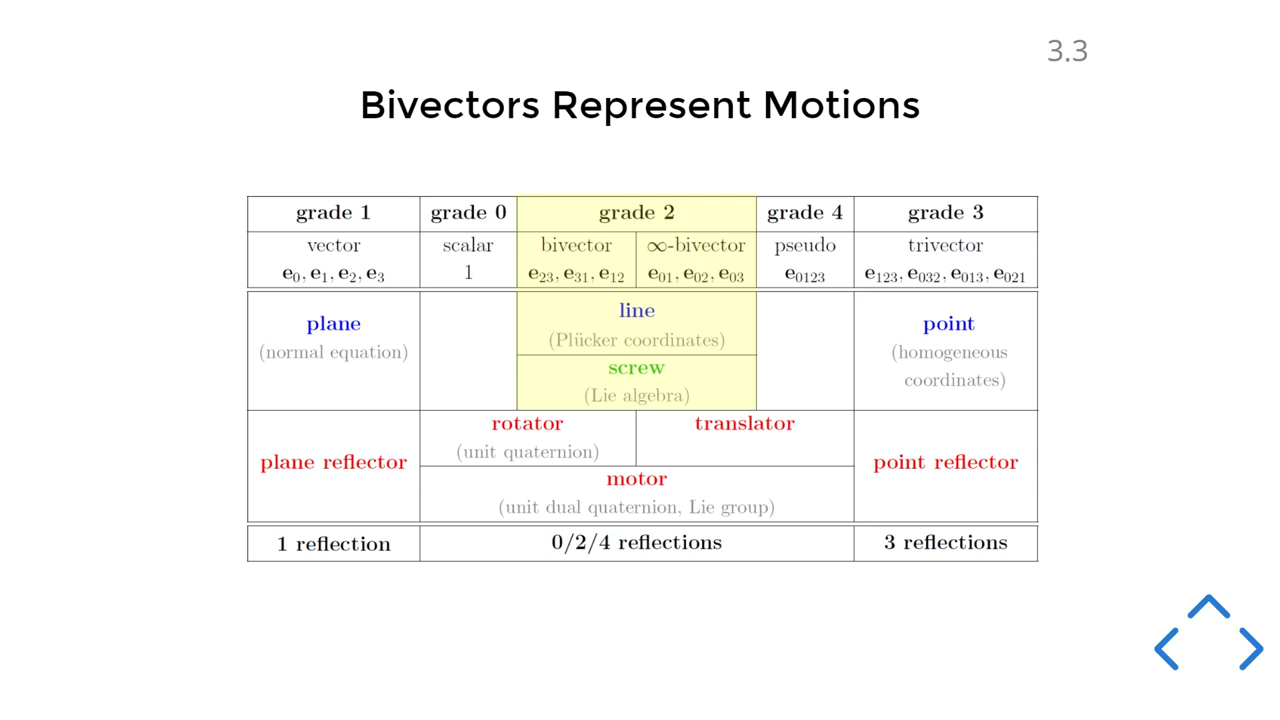 3.3
Bivectors Represent Motions
grade 1 grade 0 grade 2 grade 4 grade 3
vector scalar bivector ∞-bivector pseudo trivector
e₀, e₁, e₂, e₃ 1 e₂₃, e₃₁, e₁₂ e₀₁, e₀₂, e₀₃ e₀₁₂₃ e₁₂₃, e₀₃₂, e₀₁₃, e₀₂₁
plane
(normal equation)
line
(Plücker coordinates)
screw
(Lie algebra)
point
(homogeneous
coordinates)
plane reflector
rotator
(unit quaternion)
translator
motor
(unit dual quaternion, Lie group)
point reflector
1 reflection 0/2/4 reflections 3 reflections